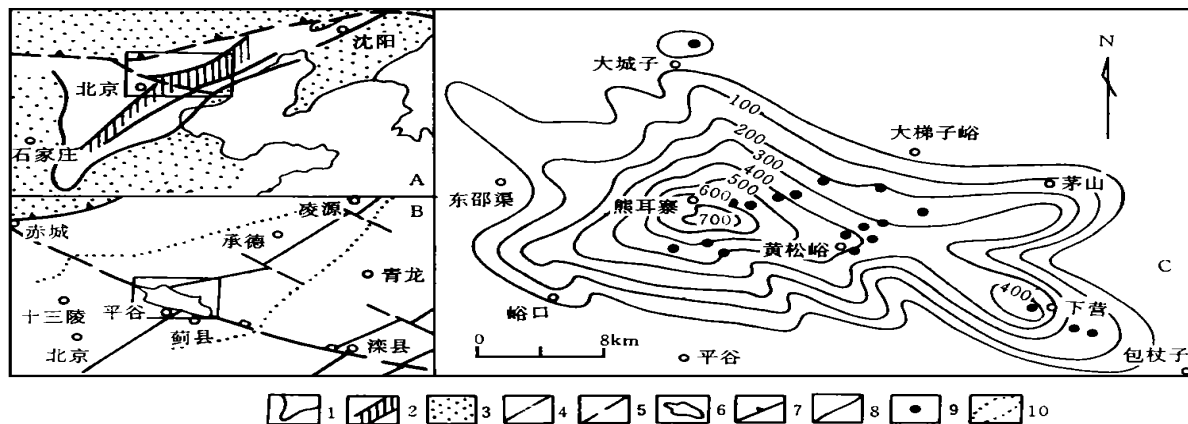 沈阳
北京
石家庄
A
B
凌源
赤城
承德
青龙
十三陵
平谷
蓟县
北京
滦县
N
大城子
100
大梯子峪
200
300
茅山
400
东邵渠
500
熊耳寨
600
700
黄松峪
C
400
下营
峪口
0 8km
平谷
包杖子
1 2 3 4 5 6 7 8 9 10